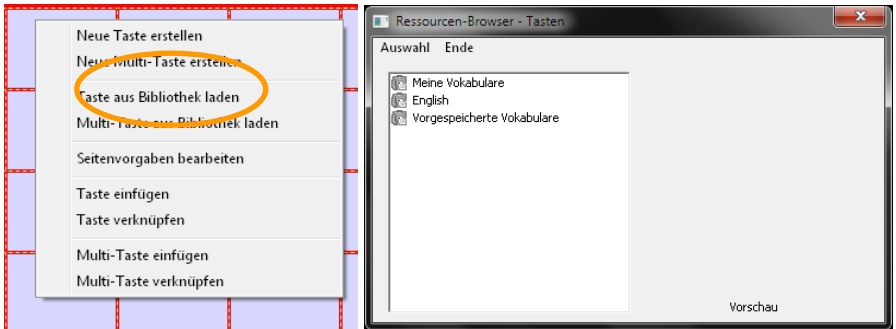 Neue Taste erstellen
Neue Multi-Taste erstellen
Taste aus Bibliothek laden
Multi-Taste aus Bibliothek laden
Seitenvorgaben bearbeiten
Taste einfügen
Taste verknüpfen
Multi-Taste einfügen
Multi-Taste verknüpfen
Ressourcen-Browser - Tasten
Auswahl Ende
Meine Vokabulare
English
Vorgespeicherte Vokabulare
Vorschau